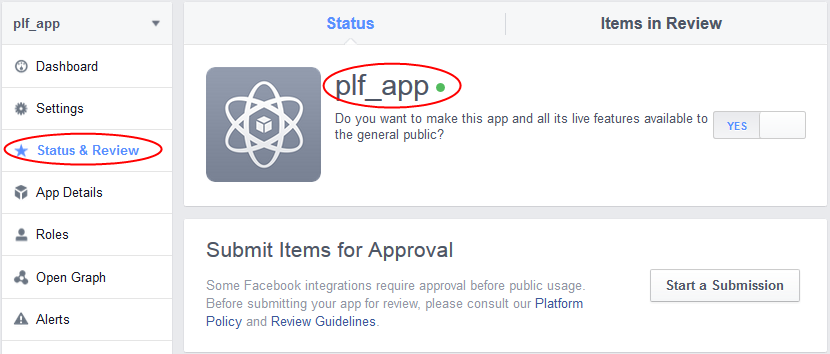 plf_app
Dashboard
Settings
Status & Review
App Details
Roles
Open Graph
Alerts
Status
Items in Review
plf_app
Do you want to make this app and all its live features available to
the general public?
YES
Submit Items for Approval
Some Facebook integrations require approval before public usage.
Before submitting your app for review, please consult our Platform
Policy and Review Guidelines.
Start a Submission